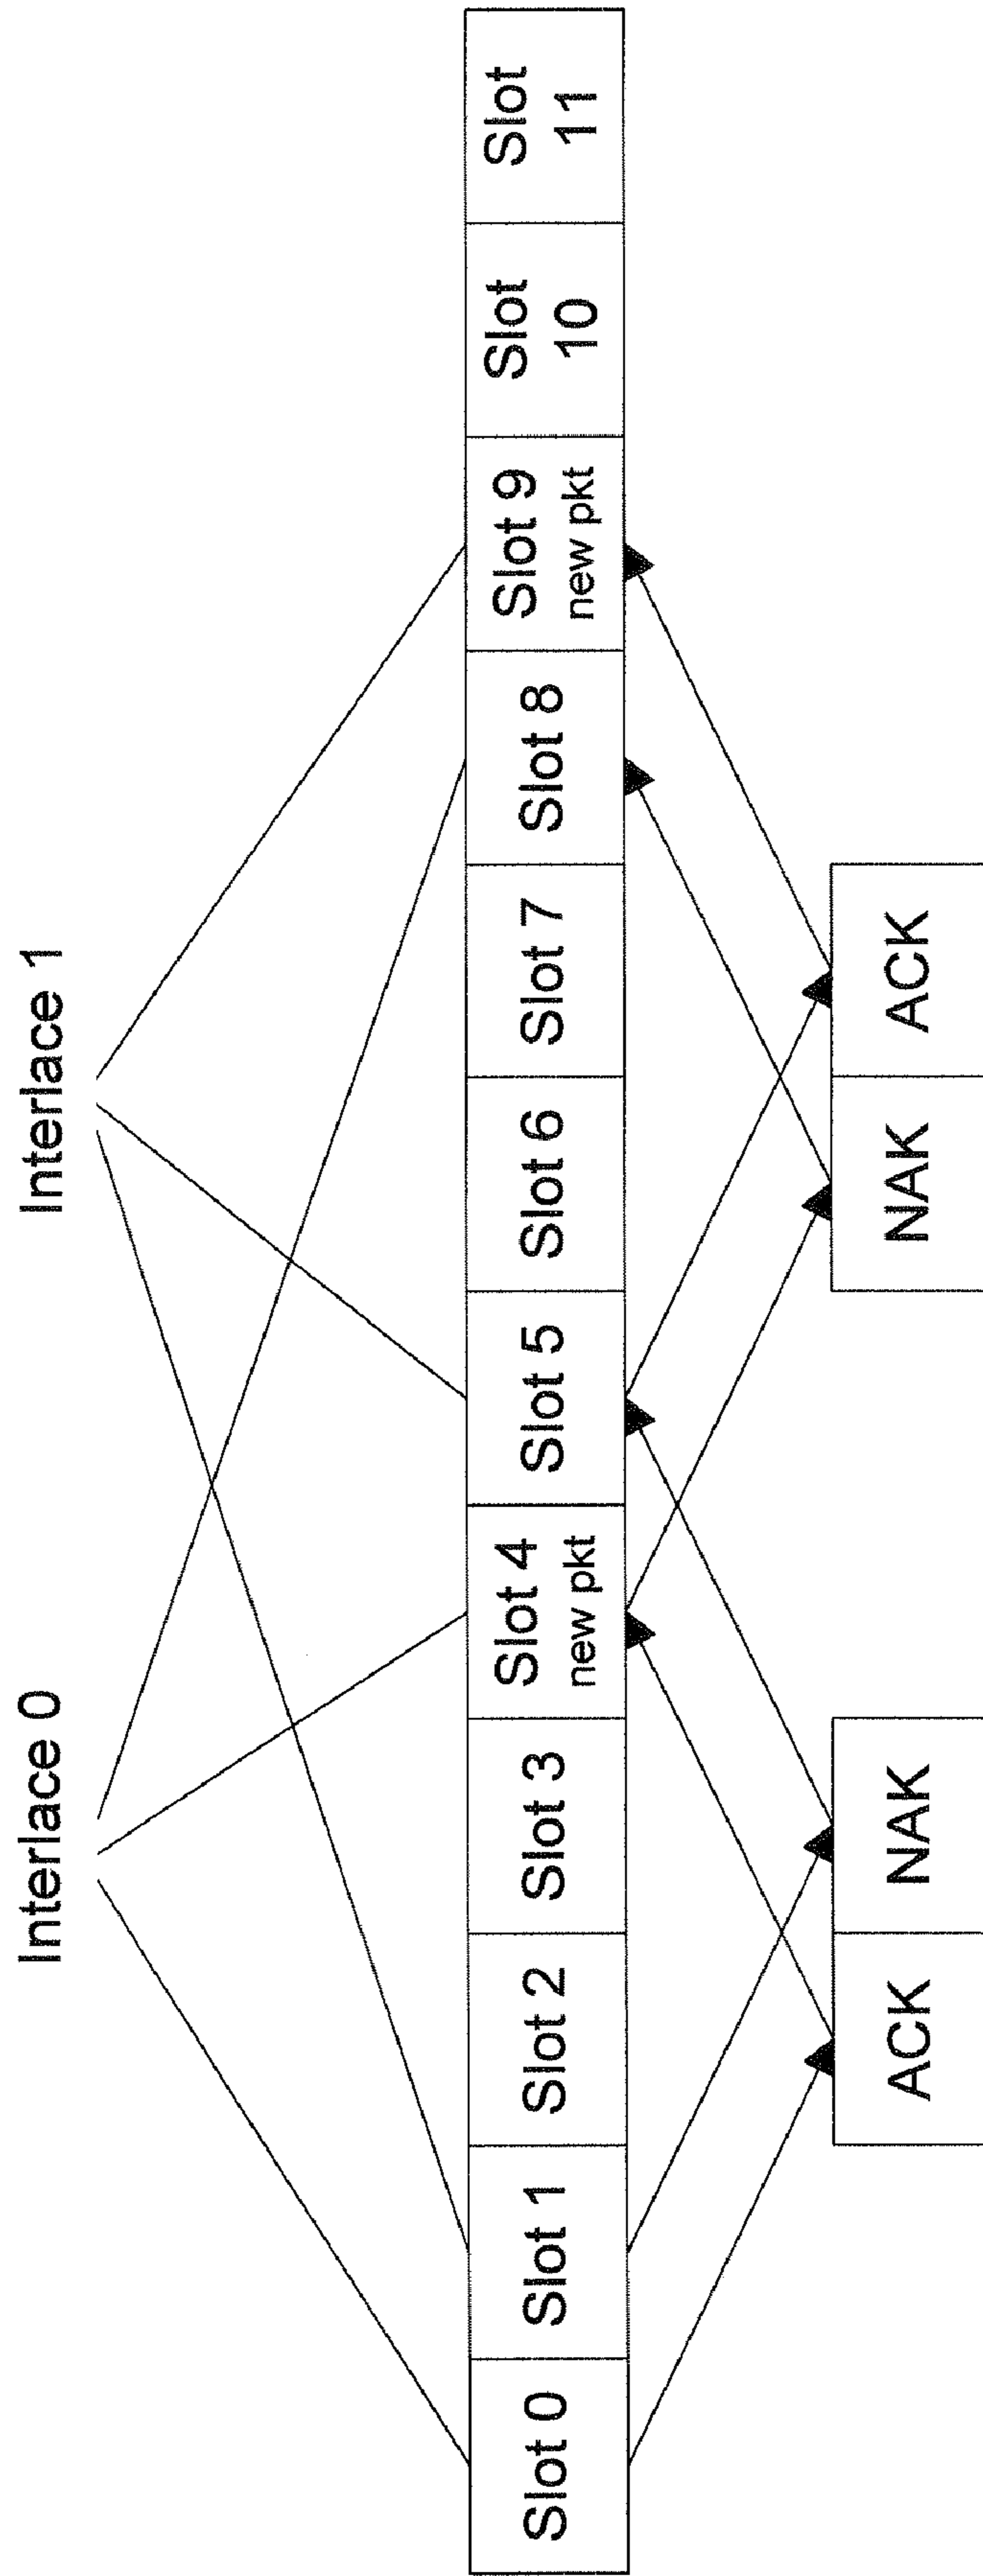 Interlace 0
Interlace 1
Slot 0
Slot 1
Slot 2
Slot 3
Slot 4
new pkt
Slot 5
Slot 6
Slot 7
Slot 8
Slot 9
new pkt
Slot
10
Slot
11
ACK
NAK
NAK
ACK